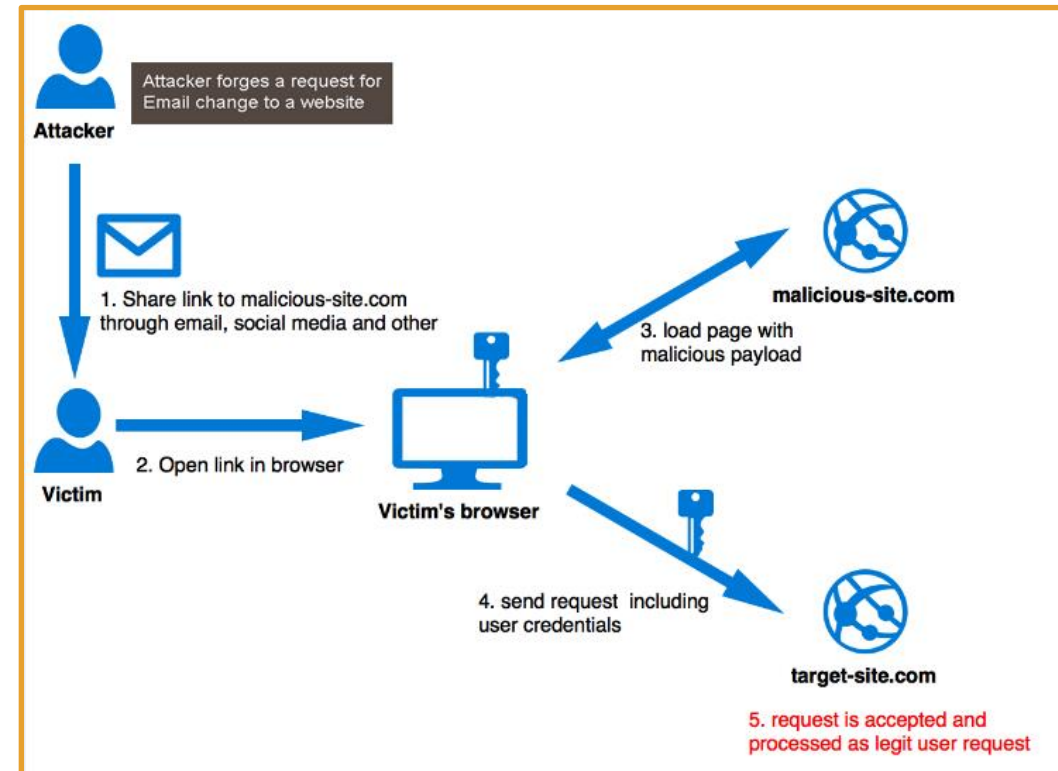 Attacker forges a request for
Email change to a website
Attacker
1. Share link to malicious-site.com
through email, social media and other
malicious-site.com
3. load page with
malicious payload
2. Open link in browser
Victim
Victim's browser
4. send request including
user credentials
target-site.com
5. request is accepted and
processed as legit user request